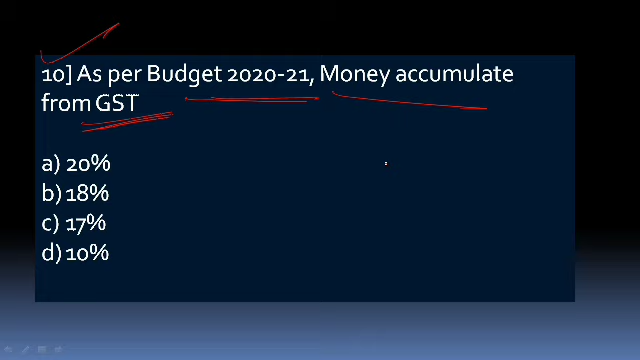 10] As per Budget 2020-21, Money accumulate
from GST
a) 20%
b) 18%
c) 17%
d) 10%